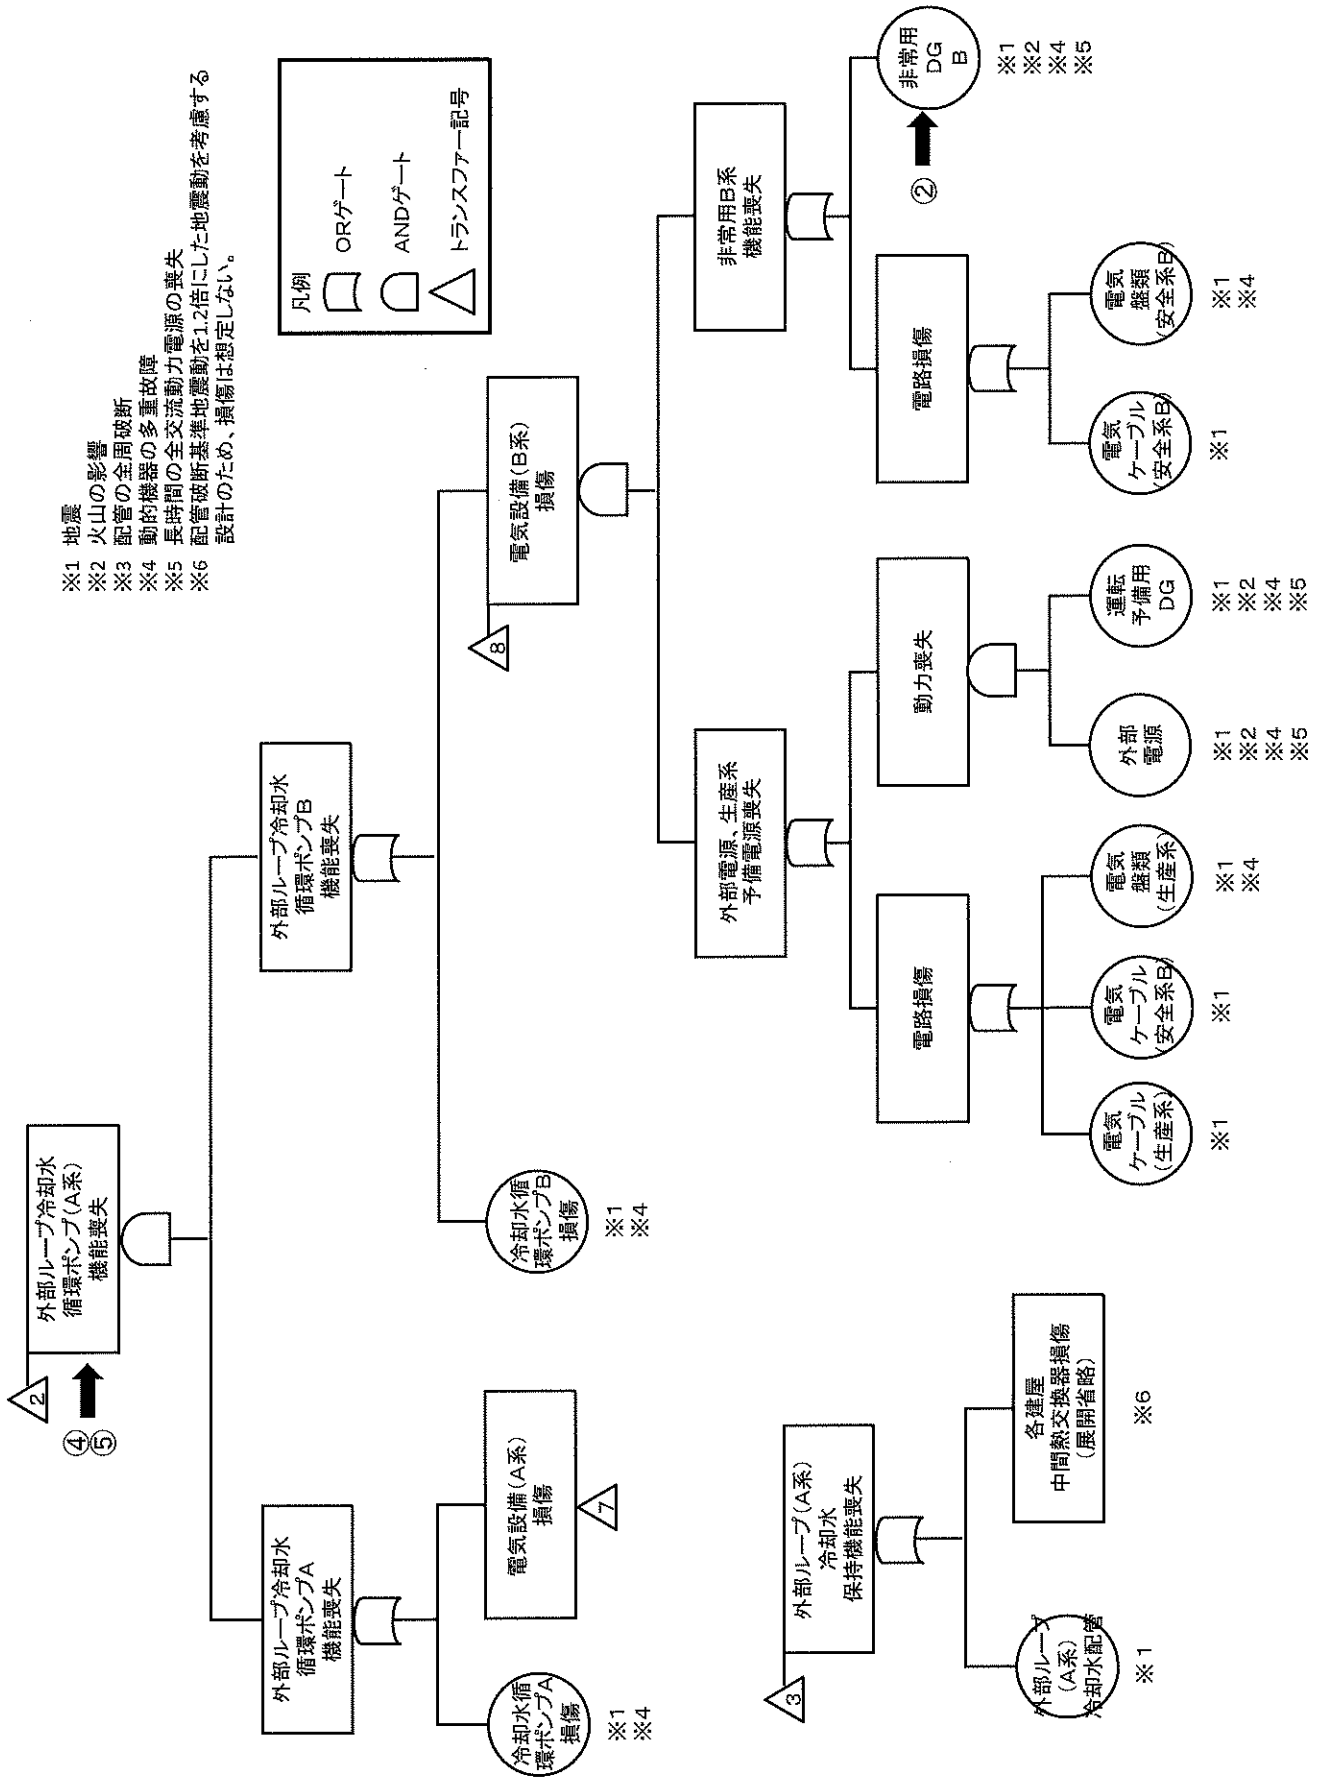 ※1 地震
※2 火山の影響
※3 配管の全周破断
※4 動的機器の多重故障
※5 長時間の全交流動力電源の喪失
※6 配管破断基準地震動を1.2倍にした地震動を考慮する
設計のため、損傷は想定しない。
凡例
ORゲート
ANDゲート
トランスファー記号
2
④
⑤
外部ループ冷却水
循環ポンプ(A系)
機能喪失
外部ループ冷却水
循環ポンプA
機能喪失
外部ループ冷却水
循環ポンプB
機能喪失
冷却水循
環ポンプA
損傷
※1
※4
電気設備(A系)
損傷
7
冷却水循
環ポンプB
損傷
※1
※4
8
電気設備(B系)
損傷
外部電源、生産系
予備電源喪失
非常用B系
機能喪失
電路損傷
動力喪失
電路損傷
②
非常用
DG
B
※1
※2
※4
※5
電気
ケーブル
(生産系)
※1
電気
ケーブル
(安全系B)
※1
電気
盤類
(生産系)
※1
※4
外部
電源
※1
※2
※4
※5
運転
予備用
DG
※1
※2
※4
※5
電気
ケーブル
(安全系B)
※1
電気
盤類
(安全系B)
※1
※4
3
外部ループ(A系)
冷却水
保持機能喪失
外部ループ
(A系)
冷却水配管
※1
各建屋
中間熱交換器損傷
(展開省略)
※6